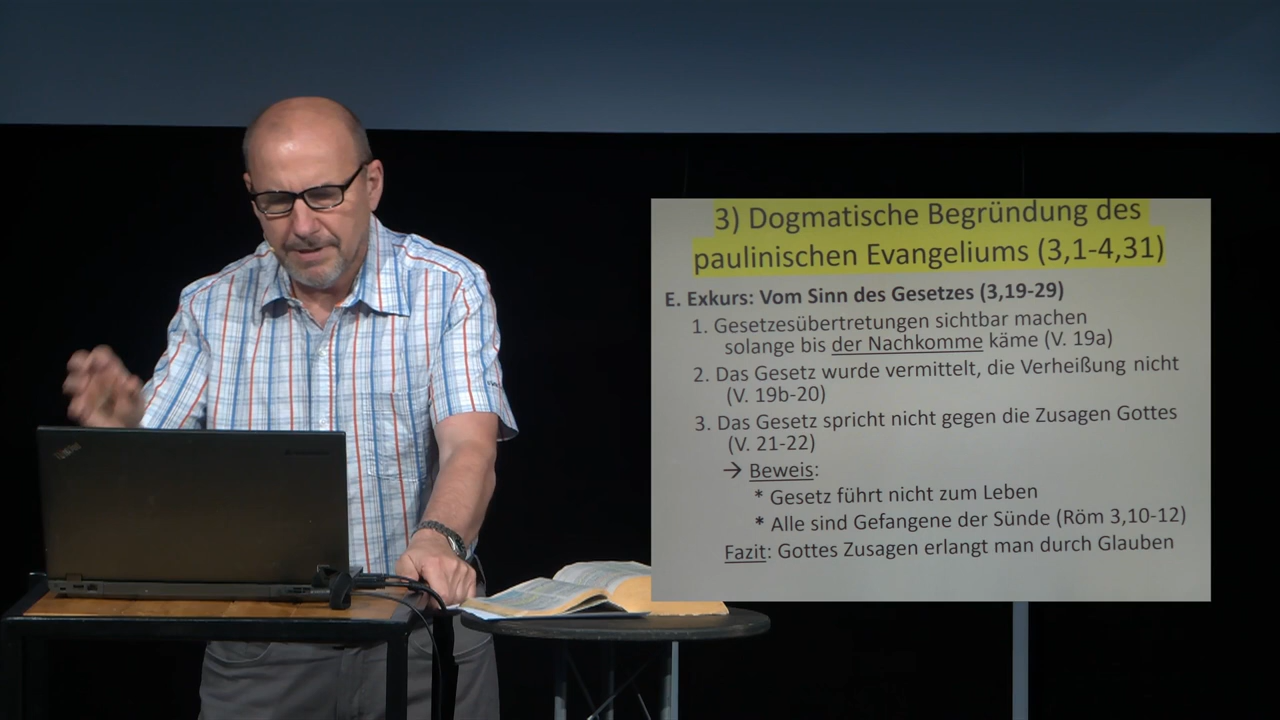 3) Dogmatische Begründung des
paulinischen Evangeliums (3,1-4,31)
E. Exkurs: Vom Sinn des Gesetzes (3,19-29)
1. Gesetzesübertretungen sichtbar machen
solange bis der Nachkomme käme (V. 19a)
2. Das Gesetz wurde vermittelt, die Verheißung nicht
(V. 19b-20)
3. Das Gesetz spricht nicht gegen die Zusagen Gottes
(V. 21-22)
→ Beweis:
* Gesetz führt nicht zum Leben
* Alle sind Gefangene der Sünde (Röm 3,10-12)
Fazit: Gottes Zusagen erlangt man durch Glauben